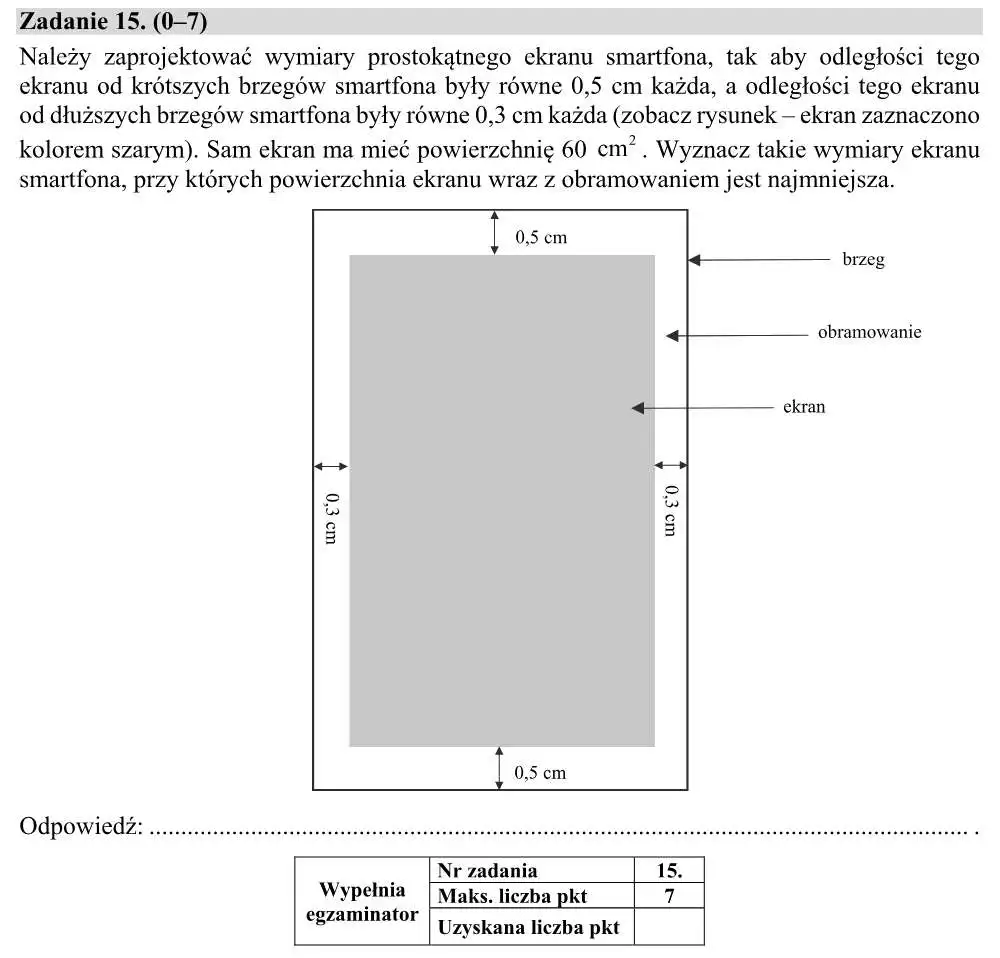 Zadanie 15. (0–7)
Należy zaprojektować wymiary prostokątnego ekranu smartfona, tak aby odległości tego
ekranu od krótszych brzegów smartfona były równe 0,5 cm każda, a odległości tego ekranu
od dłuższych brzegów smartfona były równe 0,3 cm każda (zobacz rysunek – ekran zaznaczono
kolorem szarym). Sam ekran ma mieć powierzchnię 60 cm². Wyznacz takie wymiary ekranu
smartfona, przy których powierzchnia ekranu wraz z obramowaniem jest najmniejsza.
0,5 cm
brzeg
obramowanie
ekran
0,3 cm
0,3 cm
0,5 cm
Odpowiedź: .......................................................................................................... .
Wypełnia egzaminator
Nr zadania 15.
Maks. liczba pkt 7
Uzyskana liczba pkt